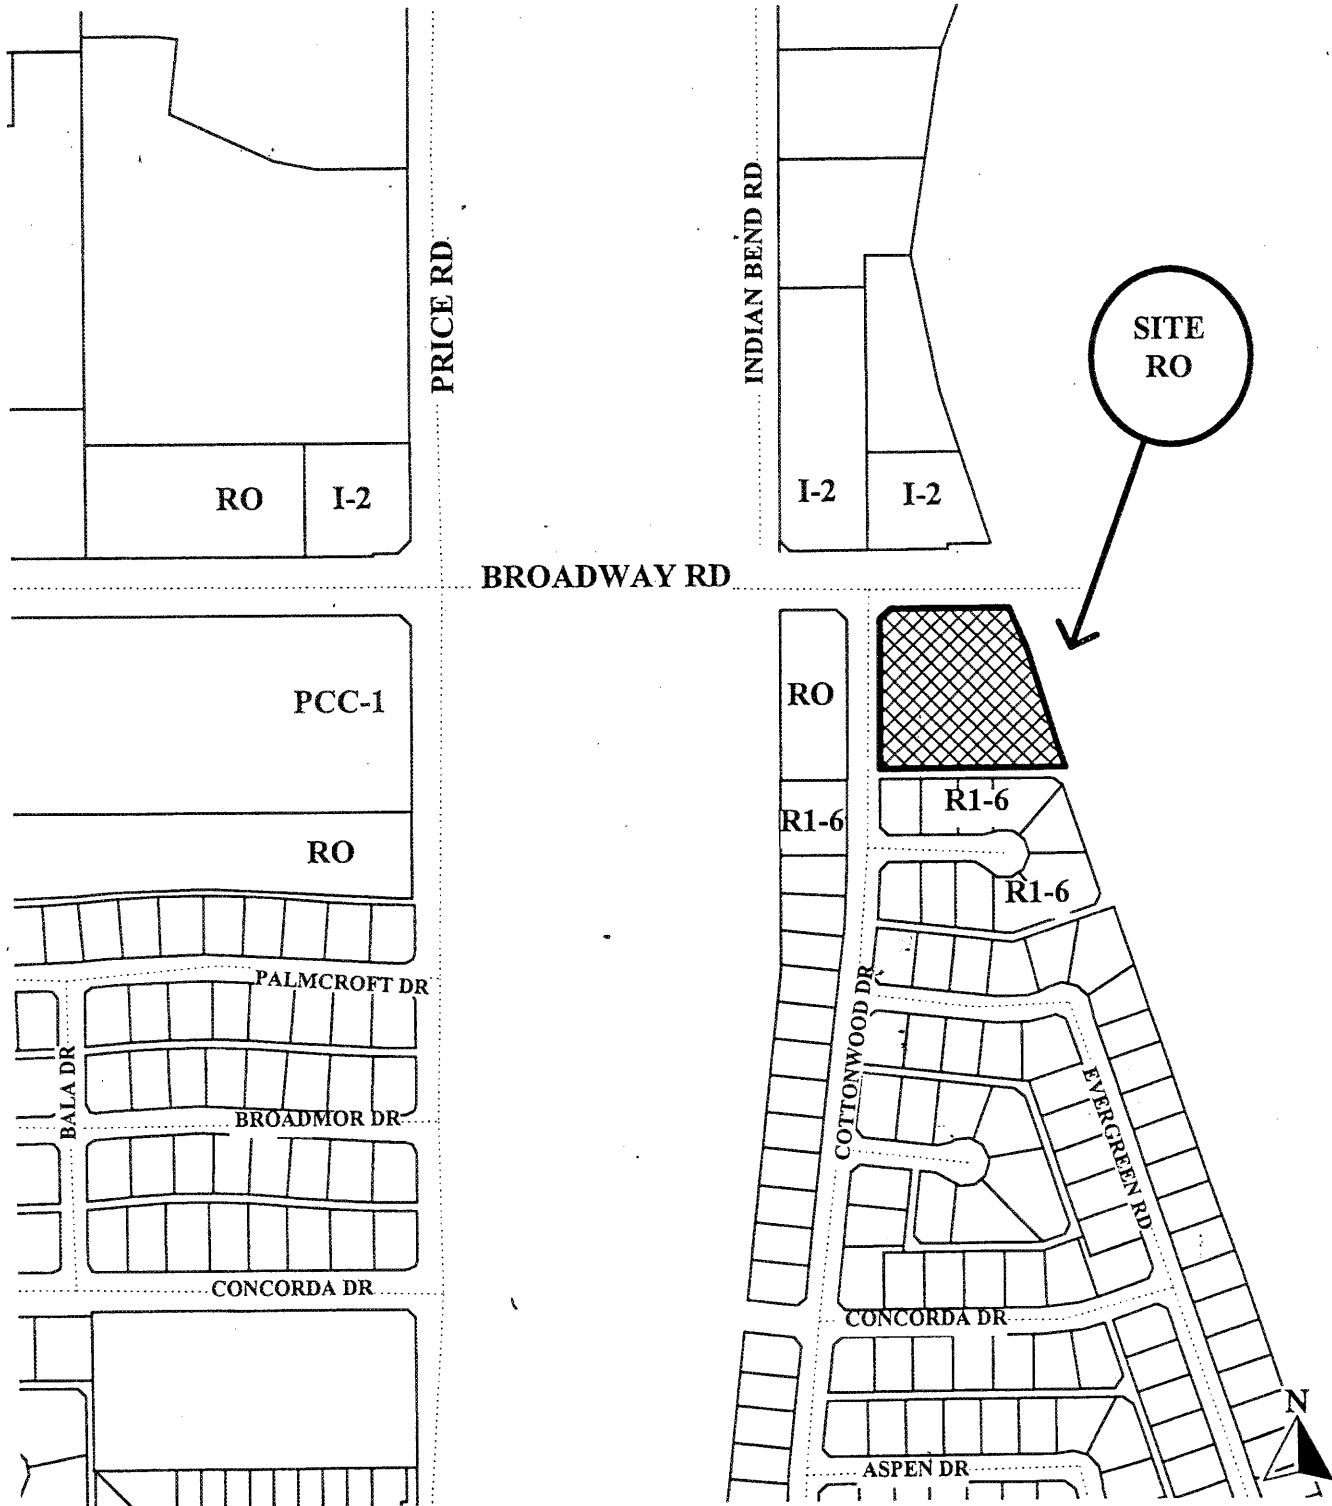 PRICE RD
INDIAN BEND RD
SITE
RO
RO
I-2
I-2
I-2
BROADWAY RD
PCC-1
RO
RO
R1-6
R1-6
R1-6
PALMCROFT DR
BALA DR
BROADMOR DR
COTTONWOOD DR
EVERGREEN RD
CONCORDA DR
CONCORDA DR
ASPEN DR
N